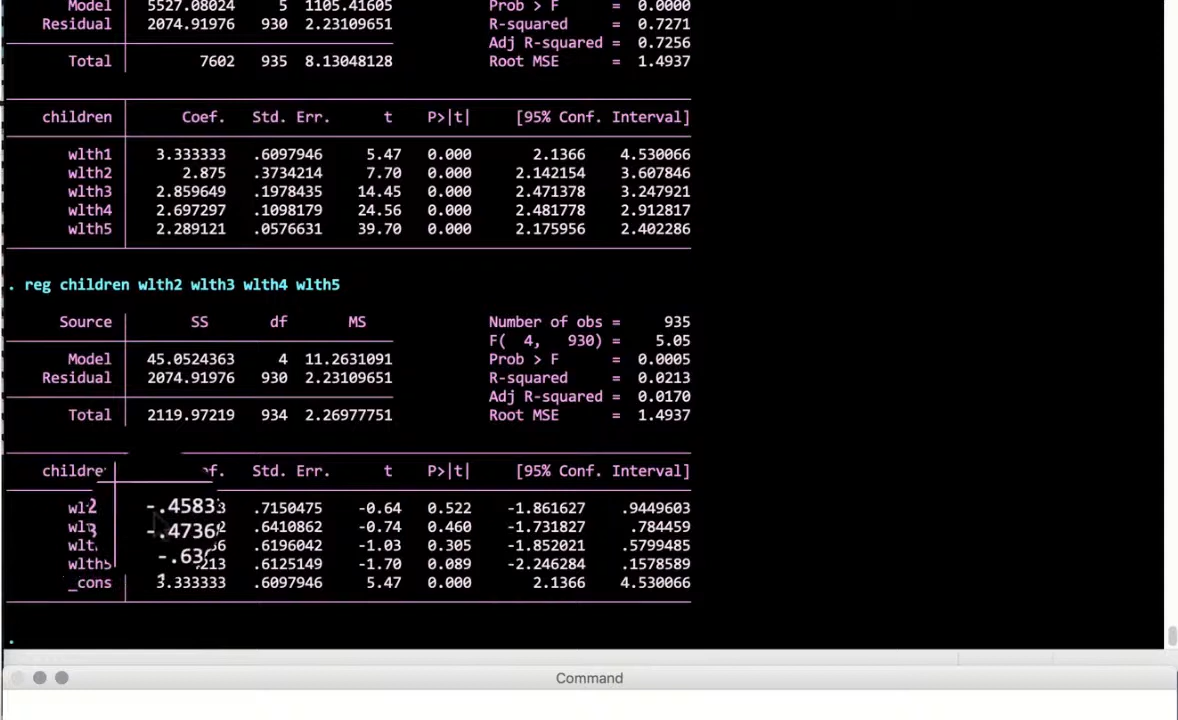 Model 5527.08024 5 1105.41605 Prob > F = 0.0000
Residual 2074.91976 930 2.23109651 R-squared = 0.7271
Adj R-squared = 0.7256
Total 7602 935 8.13048128 Root MSE = 1.4937
children Coef. Std. Err. t P>|t| [95% Conf. Interval]
wlth1 3.333333 .6097946 5.47 0.000 2.1366 4.530066
wlth2 2.875 .3734214 7.70 0.000 2.142154 3.607846
wlth3 2.859649 .1978435 14.45 0.000 2.471378 3.247921
wlth4 2.697297 .1098179 24.56 0.000 2.481778 2.912817
wlth5 2.289121 .0576631 39.70 0.000 2.175956 2.402286
. reg children wlth2 wlth3 wlth4 wlth5
Source SS df MS Number of obs = 935
F( 4, 930) = 5.05
Model 45.0524363 4 11.2631091 Prob > F = 0.0005
Residual 2074.91976 930 2.23109651 R-squared = 0.0213
Adj R-squared = 0.0170
Total 2119.97219 934 2.26977751 Root MSE = 1.4937
Std. Err. t P>|t| [95% Conf. Interval]
-.4583 .7150475 -0.64 0.522 -1.861627 .9449603
-.4736 .6410862 -0.74 0.460 -1.731827 .784459
.6196042 -1.03 0.305 -1.852021 .5799485
.6125149 -1.70 0.089 -2.246284 .1578589
_cons 3.333333 .6097946 5.47 0.000 2.1366 4.530066
.
Command